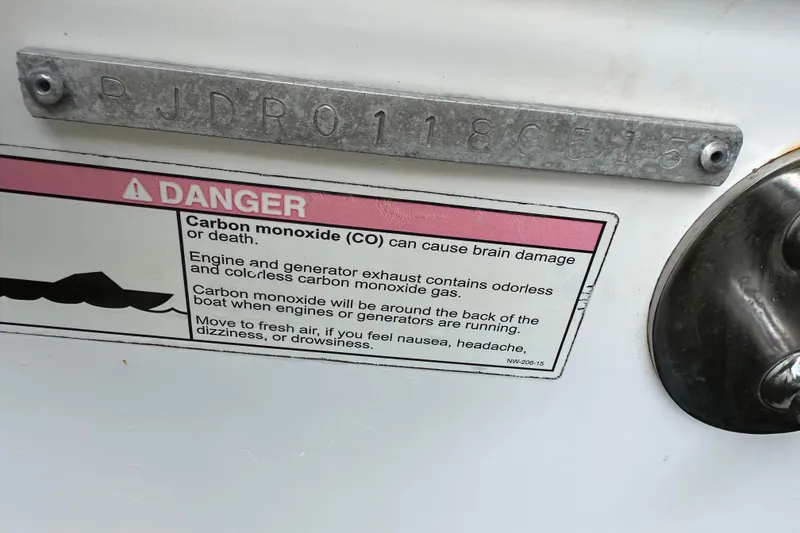 RJDR0118C515
DANGER
Carbon monoxide (CO) can cause brain damage
or death.
Engine and generator exhaust contains odorless
and colorless carbon monoxide gas.
Carbon monoxide will be around the back of the
boat when engines or generators are running.
Move to fresh air, if you feel nausea, headache,
dizziness, or drowsiness.
NW-206-15